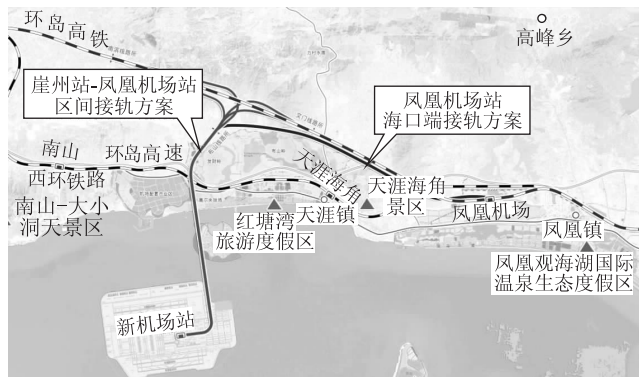 环岛高铁
高峰乡
崖州站-凤凰机场站
区间接轨方案
凤凰机场站
海口端接轨方案
南山
环岛高速
西环铁路
南山-大小
洞天景区
天涯海角
天涯海角
景区
红塘湾
旅游度假区
天涯镇
凤凰机场
凤凰镇
凤凰观海湖国际
温泉生态度假区
新机场站